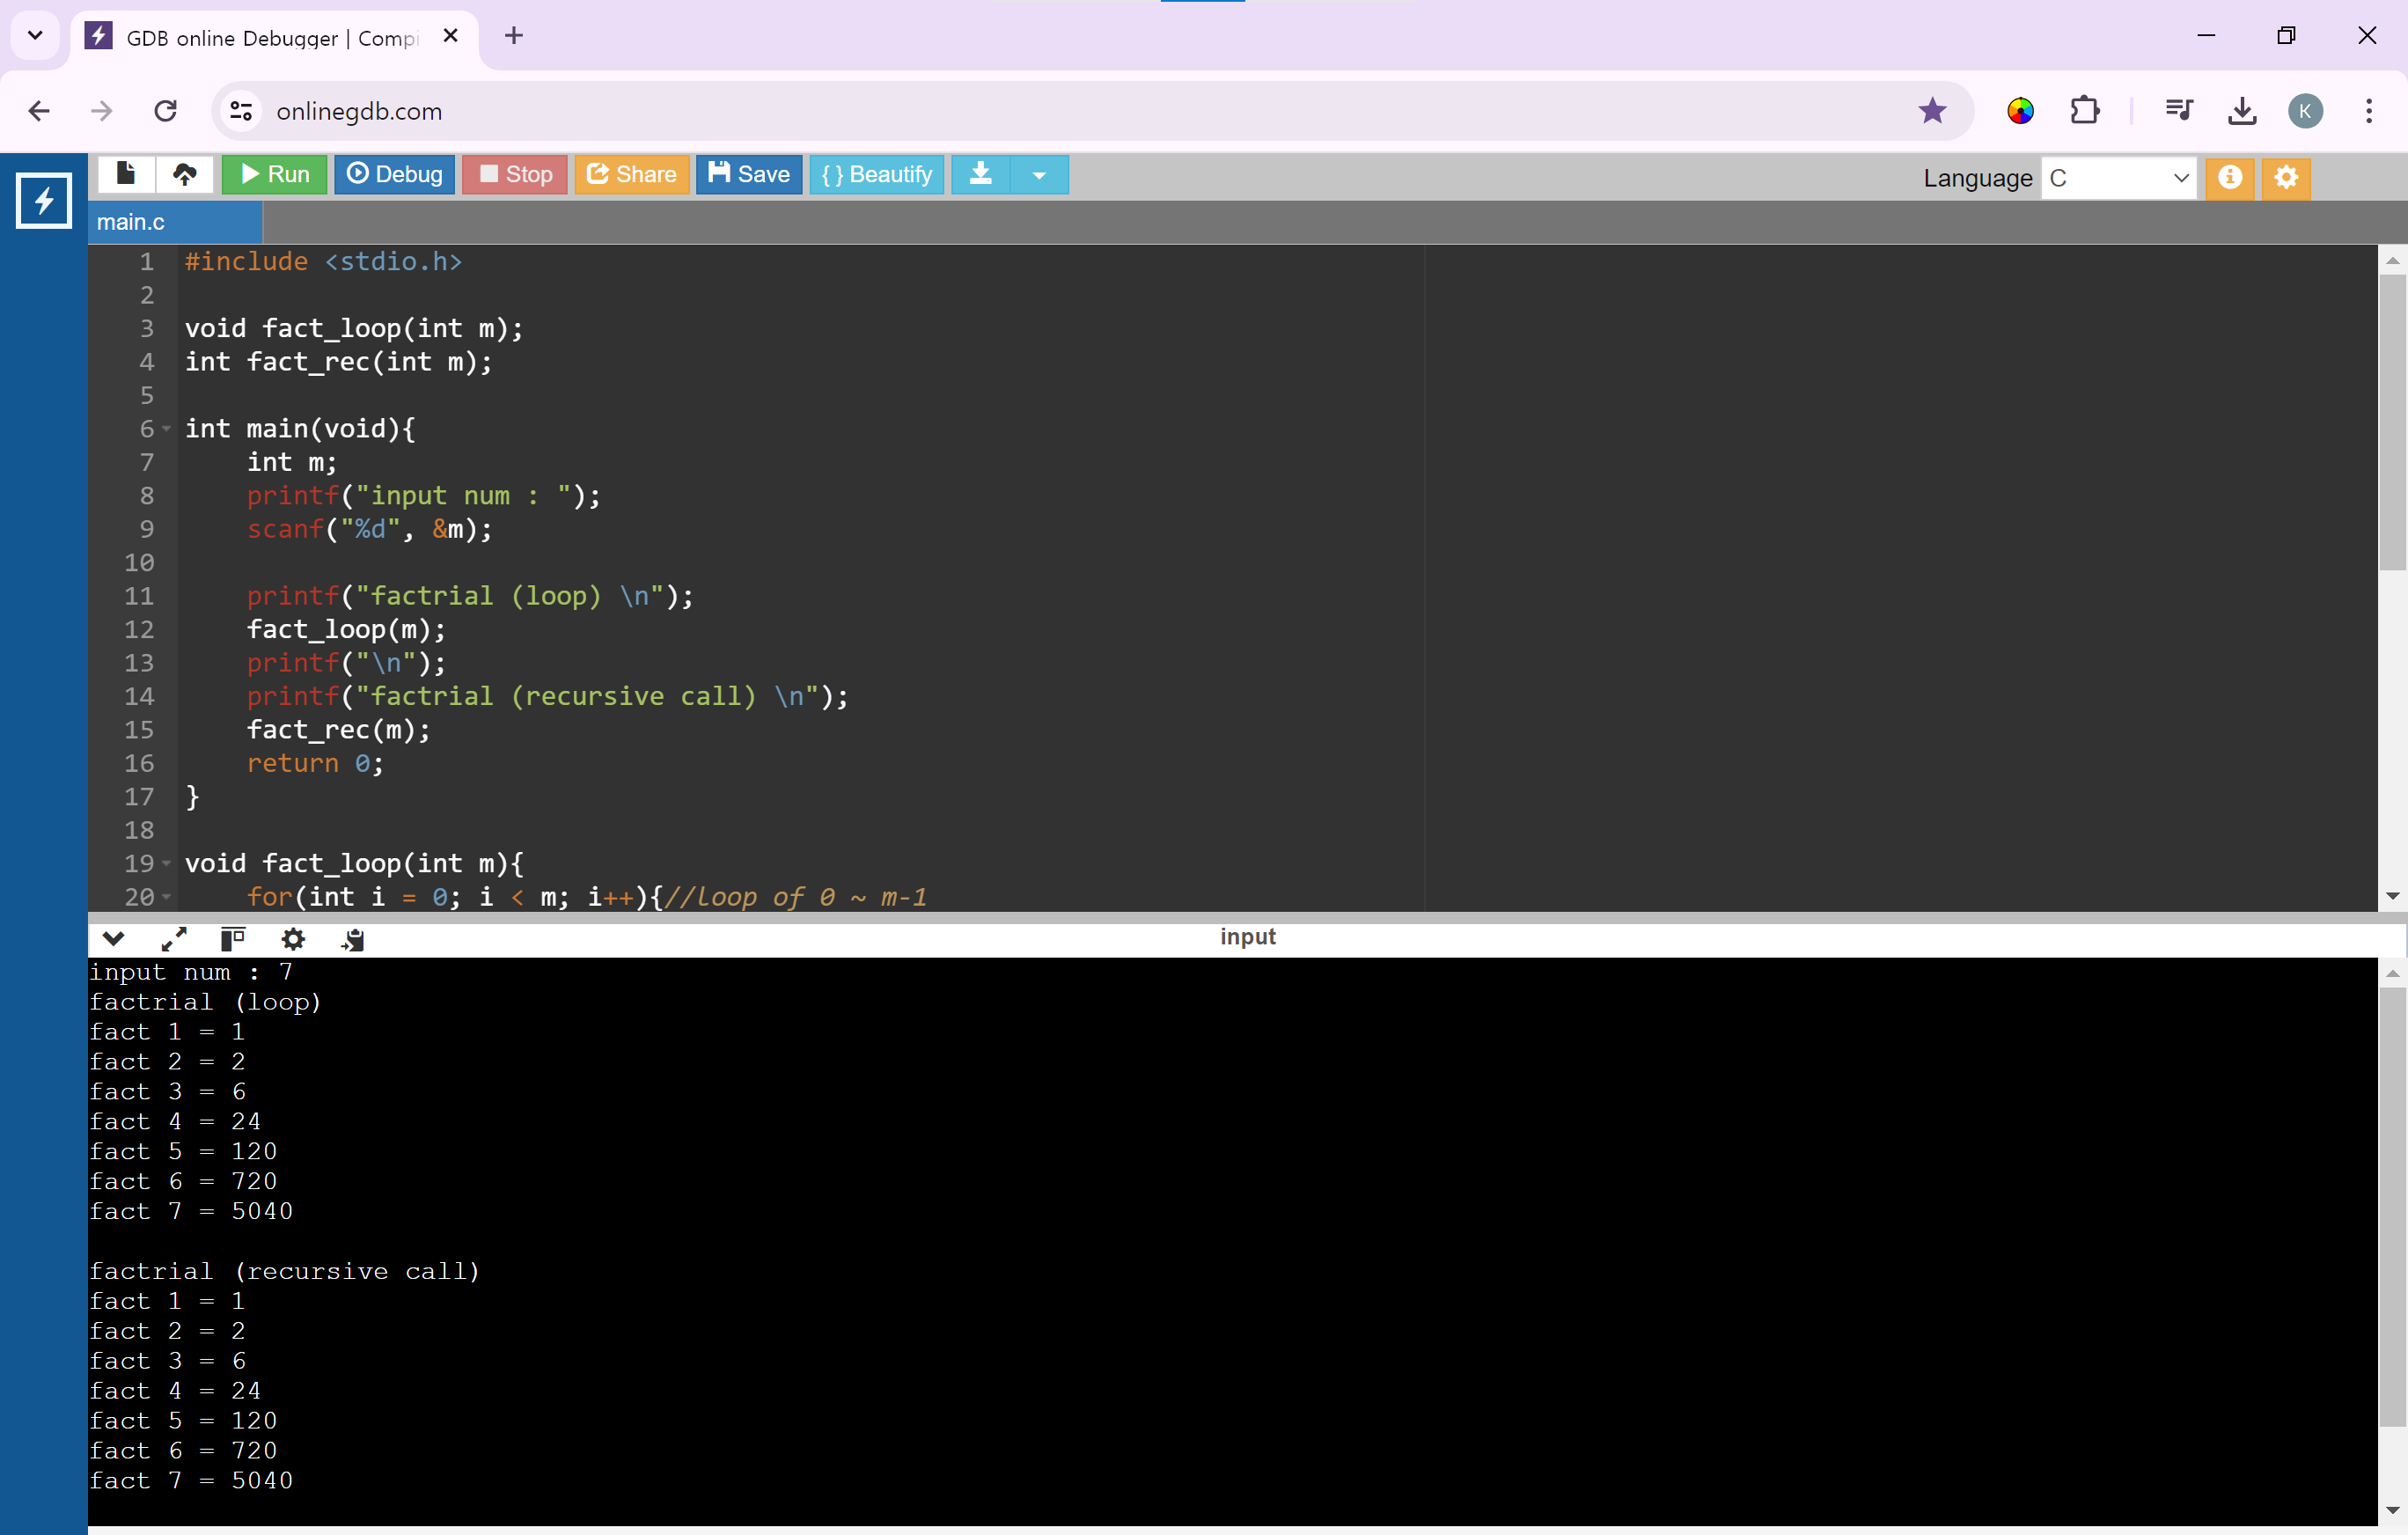 GDB online Debugger | Compi
onlinegdb.com
K
Run
Debug
Stop
Share
Save
{ } Beautify
Language
C
main.c
1 #include <stdio.h>
2
3 void fact_loop(int m);
4 int fact_rec(int m);
5
6 int main(void){
7     int m;
8     printf("input num : ");
9     scanf("%d", &m);
10
11     printf("factrial (loop) \n");
12     fact_loop(m);
13     printf("\n");
14     printf("factrial (recursive call) \n");
15     fact_rec(m);
16     return 0;
17 }
18
19 void fact_loop(int m){
20     for(int i = 0; i < m; i++){//loop of 0 ~ m-1
input
input num : 7
factrial (loop)
fact 1 = 1
fact 2 = 2
fact 3 = 6
fact 4 = 24
fact 5 = 120
fact 6 = 720
fact 7 = 5040

factrial (recursive call)
fact 1 = 1
fact 2 = 2
fact 3 = 6
fact 4 = 24
fact 5 = 120
fact 6 = 720
fact 7 = 5040